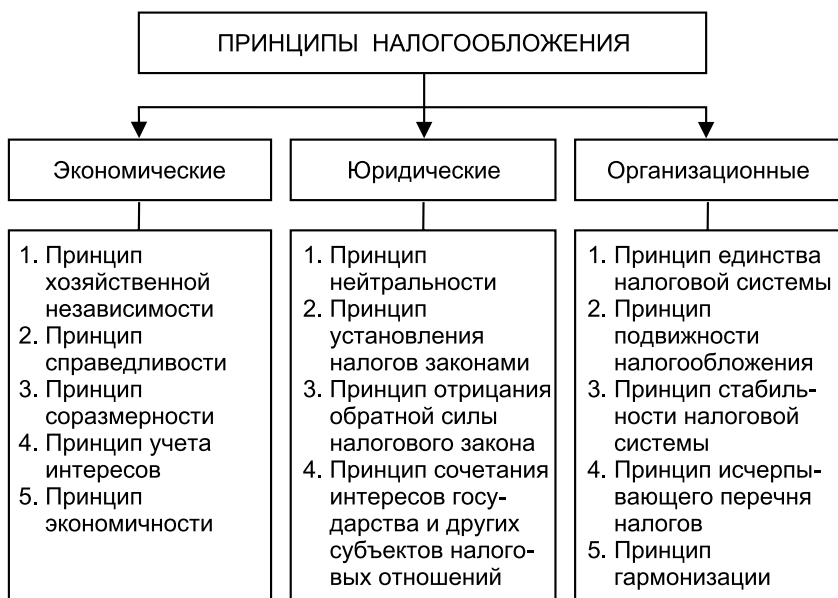 ПРИНЦИПЫ НАЛОГООБЛОЖЕНИЯ
Экономические
1. Принцип
хозяйственной
независимости
2. Принцип
справедливости
3. Принцип
соразмерности
4. Принцип учета
интересов
5. Принцип
экономичности
Юридические
1. Принцип
нейтральности
2. Принцип
установления
налогов законами
3. Принцип отрицания
обратной силы
налогового закона
4. Принцип сочетания
интересов госу-
дарства и других
субъектов налого-
вых отношений
Организационные
1. Принцип единства
налоговой системы
2. Принцип
подвижности
налогообложения
3. Принцип стабиль-
ности налоговой
системы
4. Принцип исчерпы-
вающего перечня
налогов
5. Принцип
гармонизации